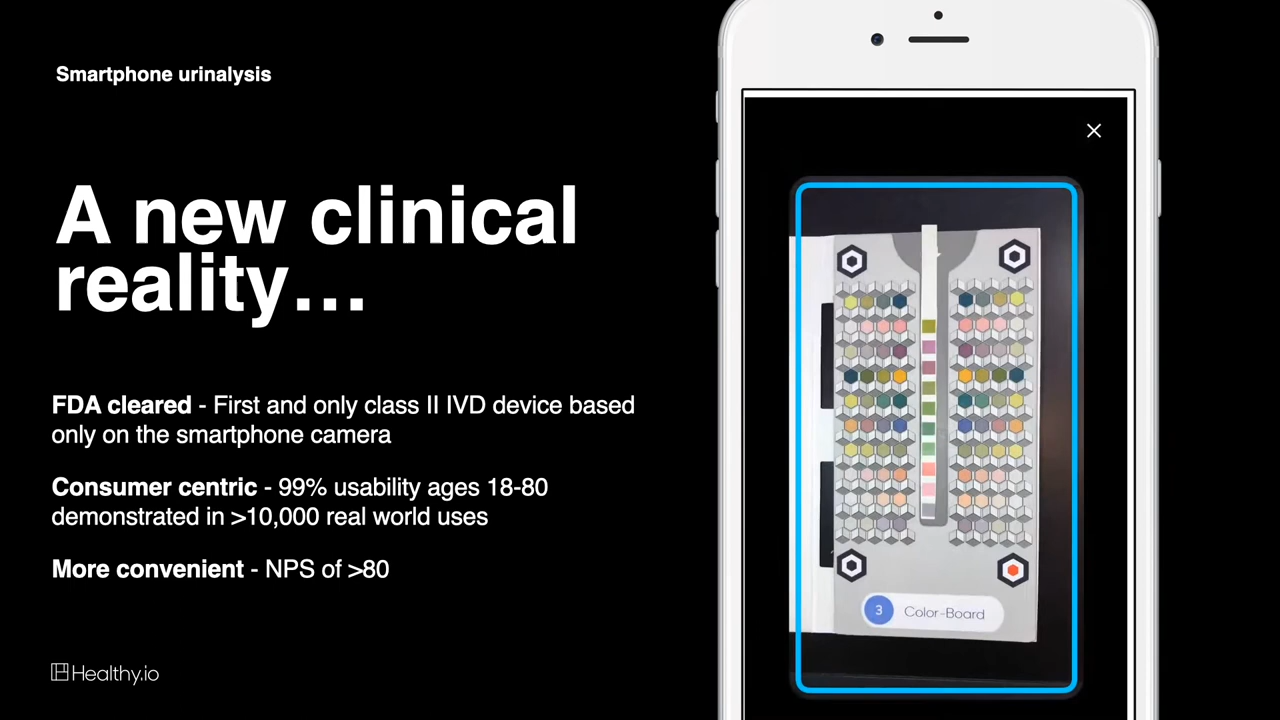 Smartphone urinalysis
A new clinical
reality…
FDA cleared - First and only class II IVD device based
only on the smartphone camera
Consumer centric - 99% usability ages 18-80
demonstrated in >10,000 real world uses
More convenient - NPS of >80
Healthy.io
3 Color-Board